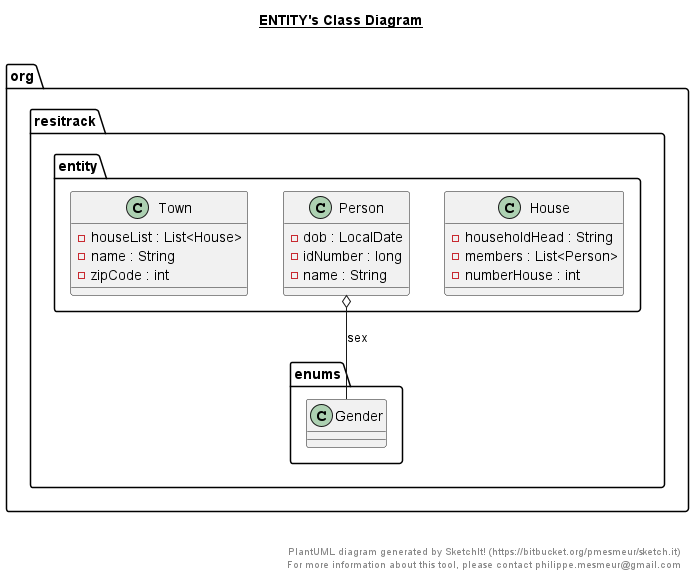 ENTITY's Class Diagram
org
resitrack
entity
C Town
houseList : List<House>
name : String
zipCode : int
C Person
dob : LocalDate
idNumber : long
name : String
C House
householdHead : String
members : List<Person>
numberHouse : int
sex
enums
C Gender
PlantUML diagram generated by SketchIt! (https://bitbucket.org/pmesmeur/sketch.it)
For more information about this tool, please contact philippe.mesmeur@gmail.com